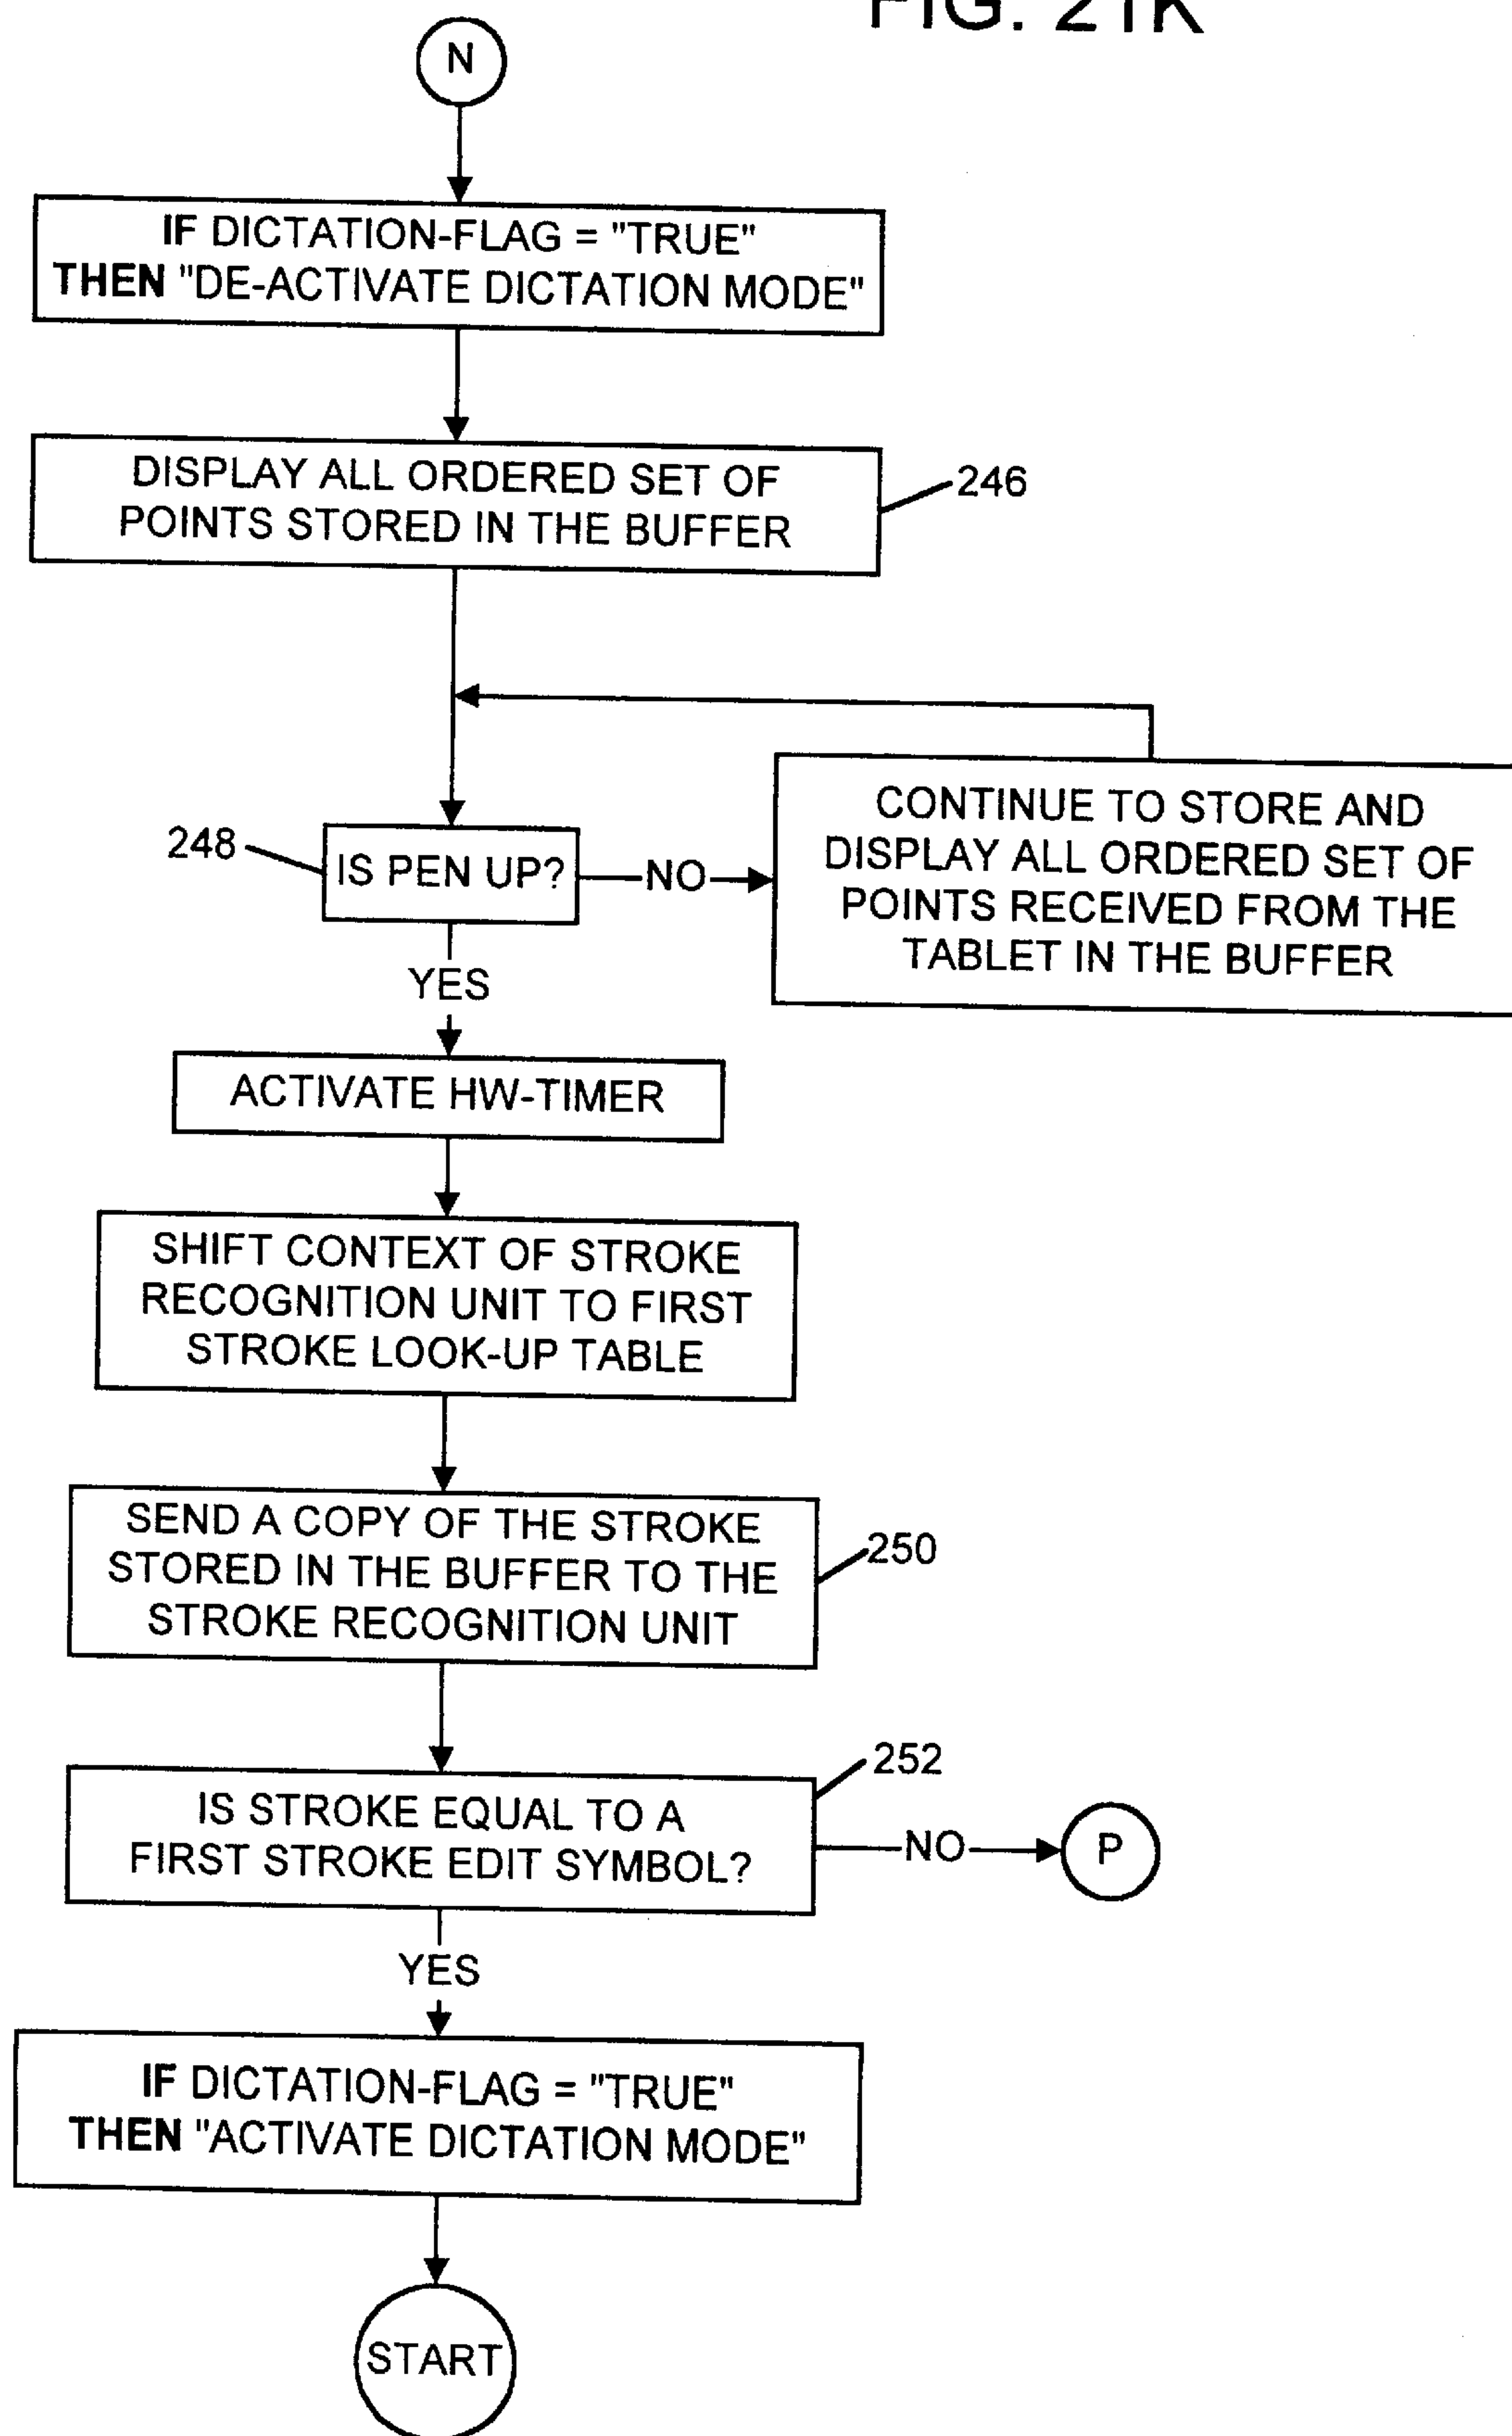 FIG. 21K
N
IF DICTATION-FLAG = "TRUE"
THEN "DE-ACTIVATE DICTATION MODE"
DISPLAY ALL ORDERED SET OF
POINTS STORED IN THE BUFFER
246
248
IS PEN UP?
NO
CONTINUE TO STORE AND
DISPLAY ALL ORDERED SET OF
POINTS RECEIVED FROM THE
TABLET IN THE BUFFER
YES
ACTIVATE HW-TIMER
SHIFT CONTEXT OF STROKE
RECOGNITION UNIT TO FIRST
STROKE LOOK-UP TABLE
SEND A COPY OF THE STROKE
STORED IN THE BUFFER TO THE
STROKE RECOGNITION UNIT
250
252
IS STROKE EQUAL TO A
FIRST STROKE EDIT SYMBOL?
NO
P
YES
IF DICTATION-FLAG = "TRUE"
THEN "ACTIVATE DICTATION MODE"
START